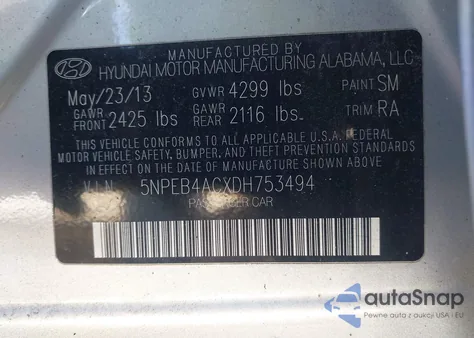 MANUFACTURED BY
HYUNDAI MOTOR MANUFACTURING ALABAMA, LLC
May/23/13 GVWR 4299 lbs PAINT SM
GAWR FRONT 2425 lbs GAWR REAR 2116 lbs. TRIM RA
THIS VEHICLE CONFORMS TO ALL APPLICABLE U.S.A. FEDERAL
MOTOR VEHICLE SAFETY, BUMPER, AND THEFT PREVENTION STANDARDS
IN EFFECT ON THE DATE OF MANUFACTURE SHOWN ABOVE.
V.I.N. 5NPEB4ACXDH753494
PASSENGER CAR
autoSnap
Pewne auta z aukcji USA i EU